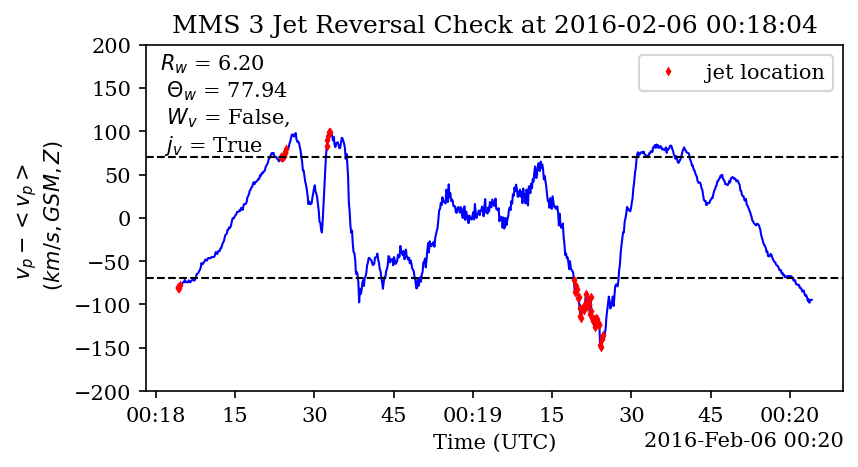 MMS 3 Jet Reversal Check at 2016-02-06 00:18:04
R_w = 6.20
Θ_w = 77.94
W_v = False,
j_v = True
jet location
v_p − < v_p >
(km/s, GSM, Z)
200
150
100
50
0
−50
−100
−150
−200
00:18 15 30 45 00:19 15 30 45 00:20
Time (UTC)
2016-Feb-06 00:20